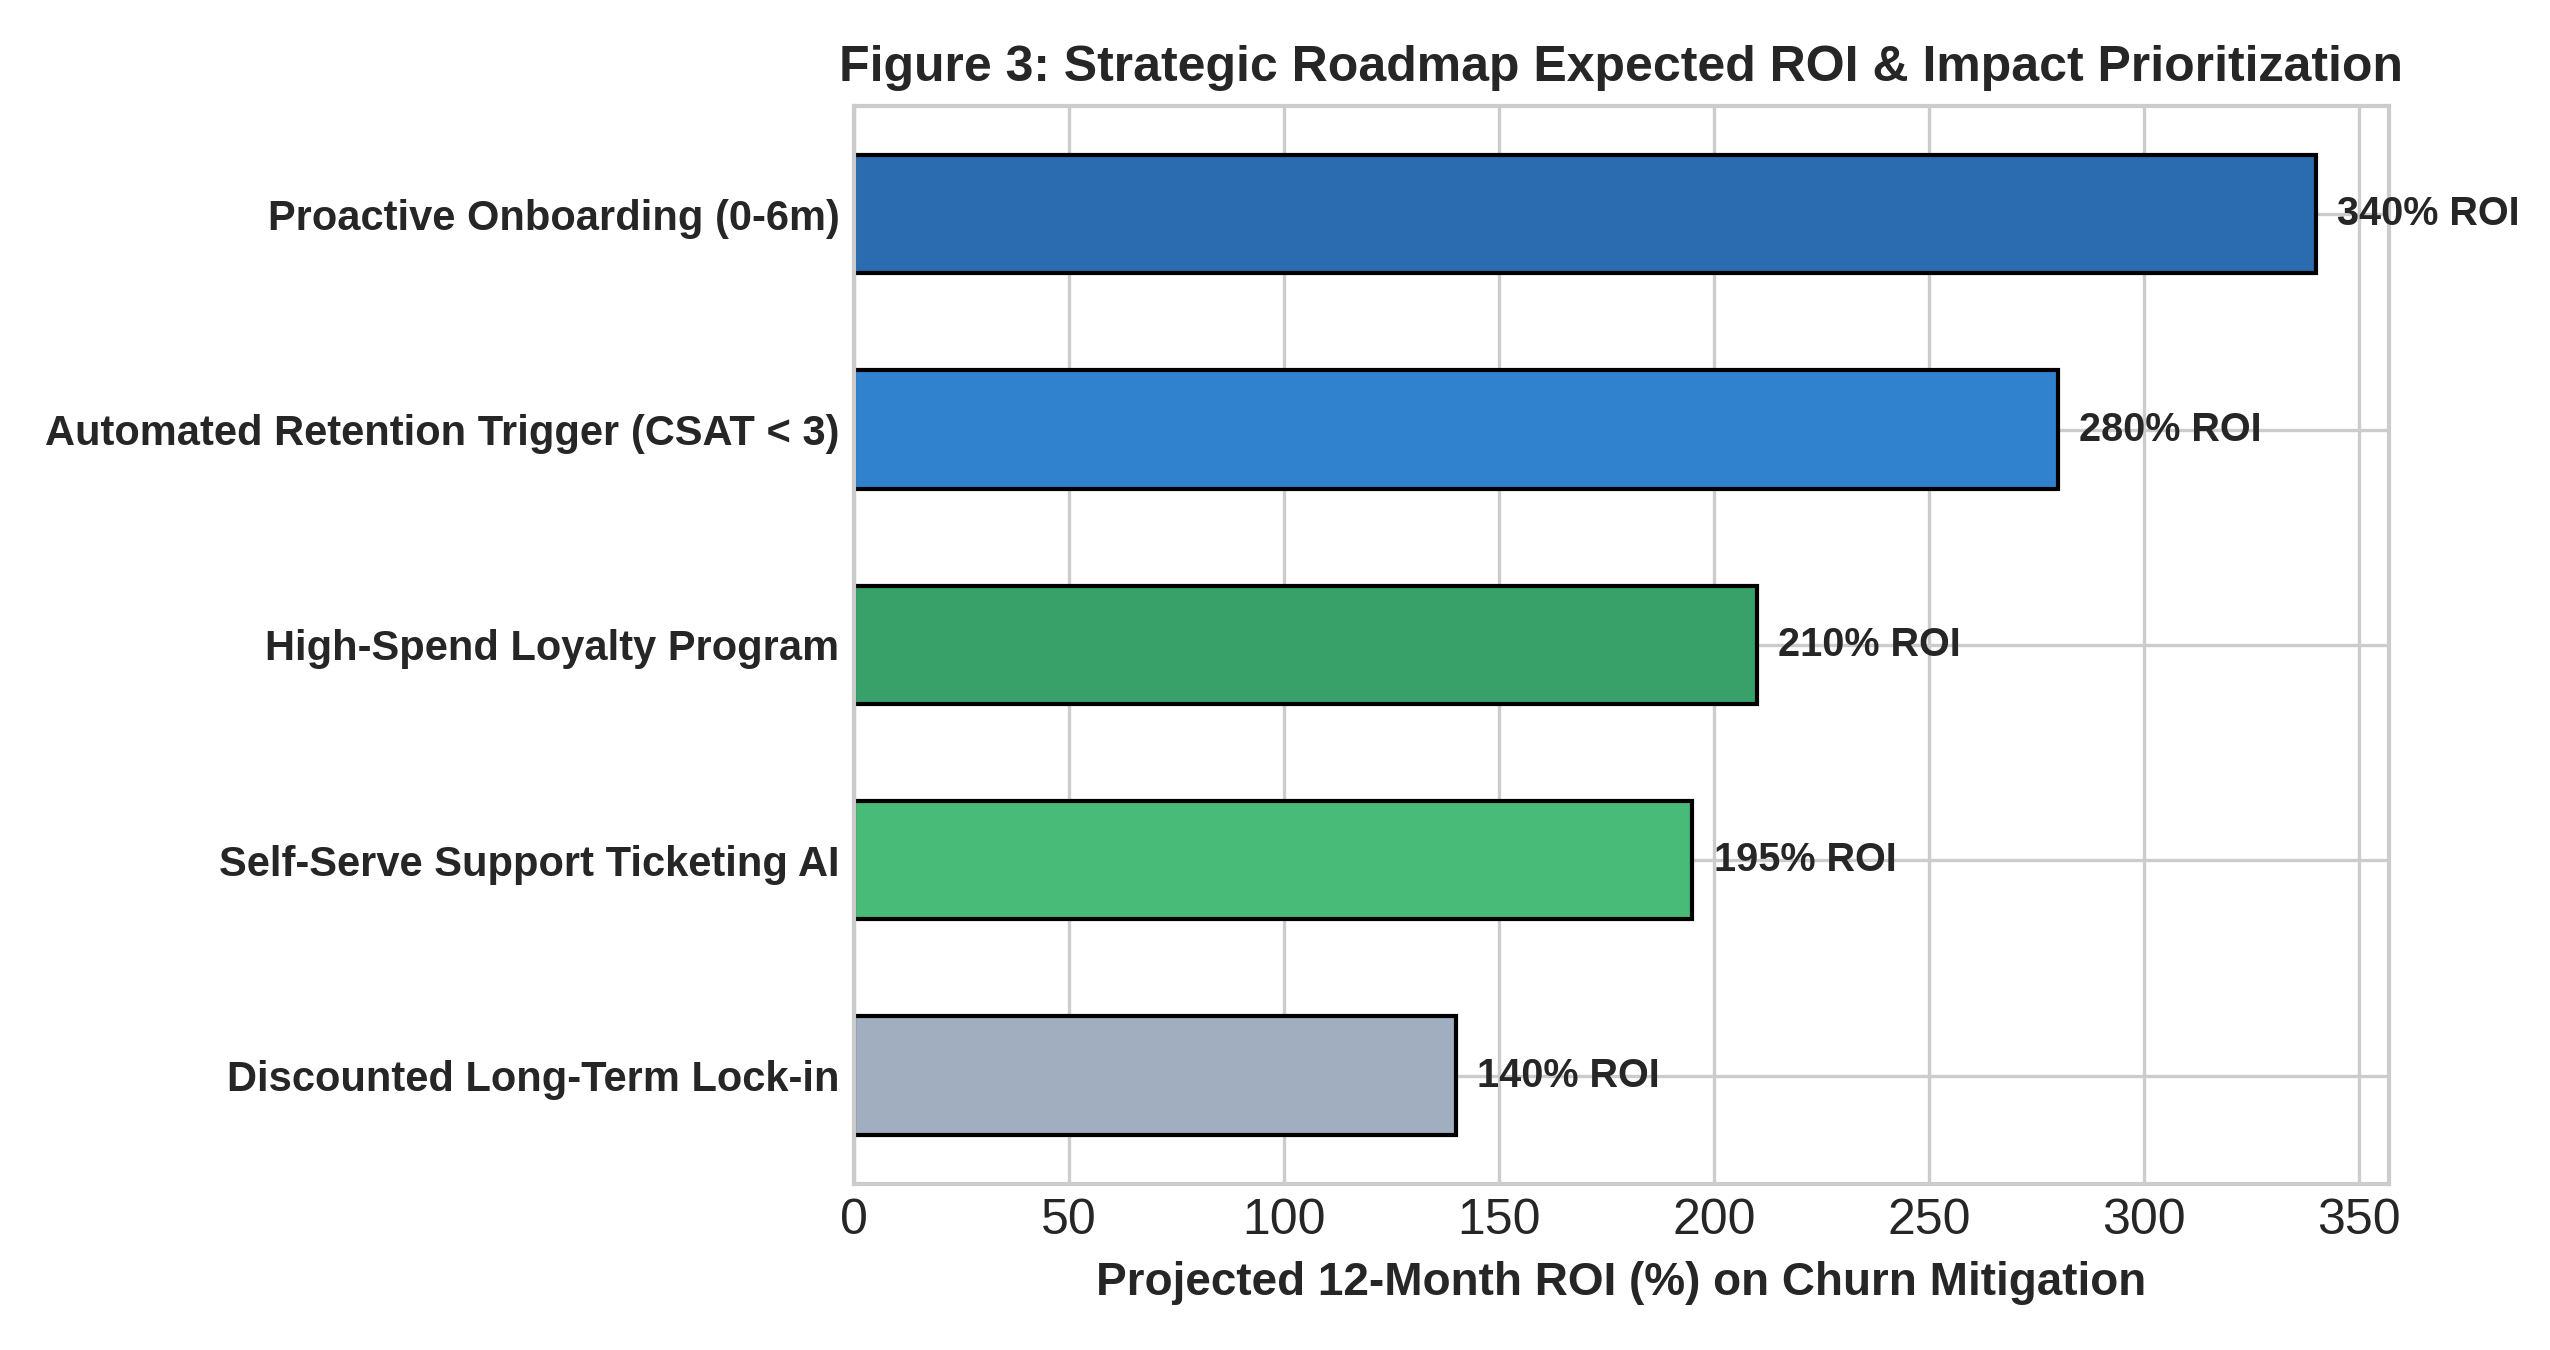 Figure 3: Strategic Roadmap Expected ROI & Impact Prioritization
Proactive Onboarding (0-6m)
340% ROI
Automated Retention Trigger (CSAT < 3)
280% ROI
High-Spend Loyalty Program
210% ROI
Self-Serve Support Ticketing AI
195% ROI
Discounted Long-Term Lock-in
140% ROI
0 50 100 150 200 250 300 350
Projected 12-Month ROI (%) on Churn Mitigation